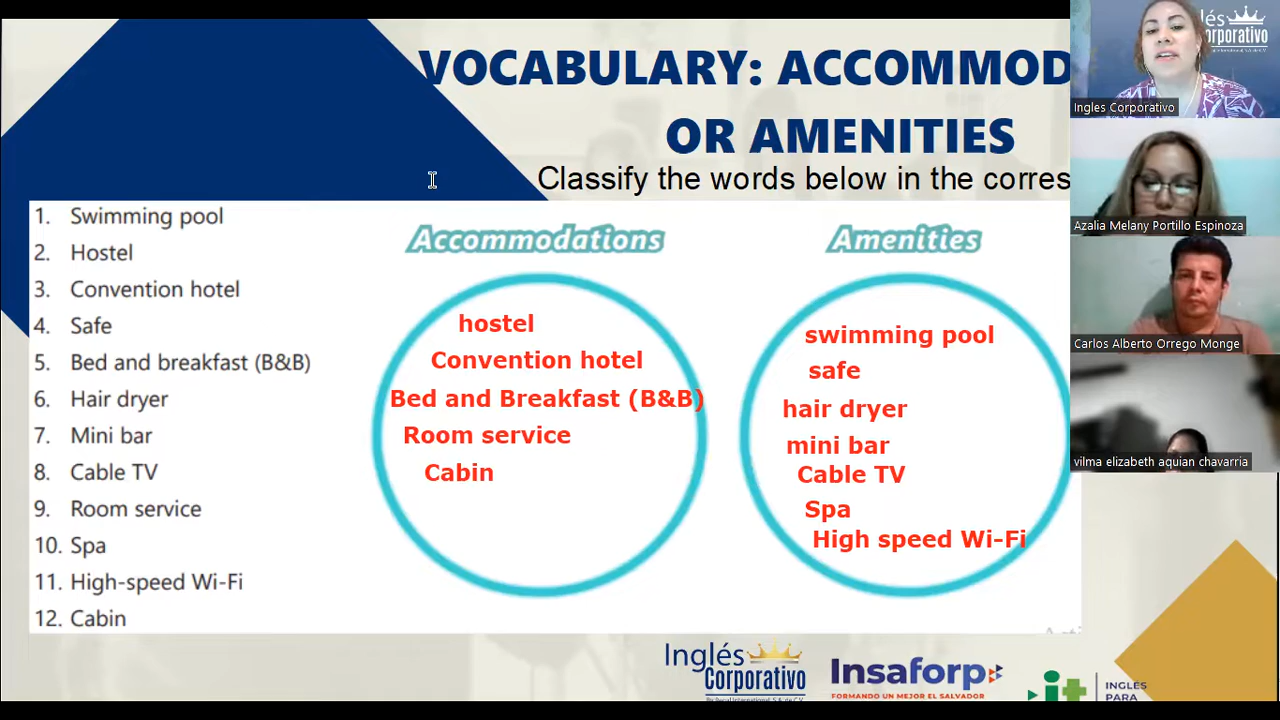 VOCABULARY: ACCOMMOD
OR AMENITIES
Classify the words below in the corres
1. Swimming pool
2. Hostel
3. Convention hotel
4. Safe
5. Bed and breakfast (B&B)
6. Hair dryer
7. Mini bar
8. Cable TV
9. Room service
10. Spa
11. High-speed Wi-Fi
12. Cabin
Accommodations
hostel
Convention hotel
Bed and Breakfast (B&B)
Room service
Cabin
Amenities
swimming pool
safe
hair dryer
mini bar
Cable TV
Spa
High speed Wi-Fi
Inglés
Corporativo
Insaforp
FORMANDO UN MEJOR EL SALVADOR
it
INGLÉS
PARA
lés
Corporativo
Ingles Corporativo
Azalia Melany Portillo Espinoza
Carlos Alberto Orrego Monge
vilma elizabeth aquian chavarria